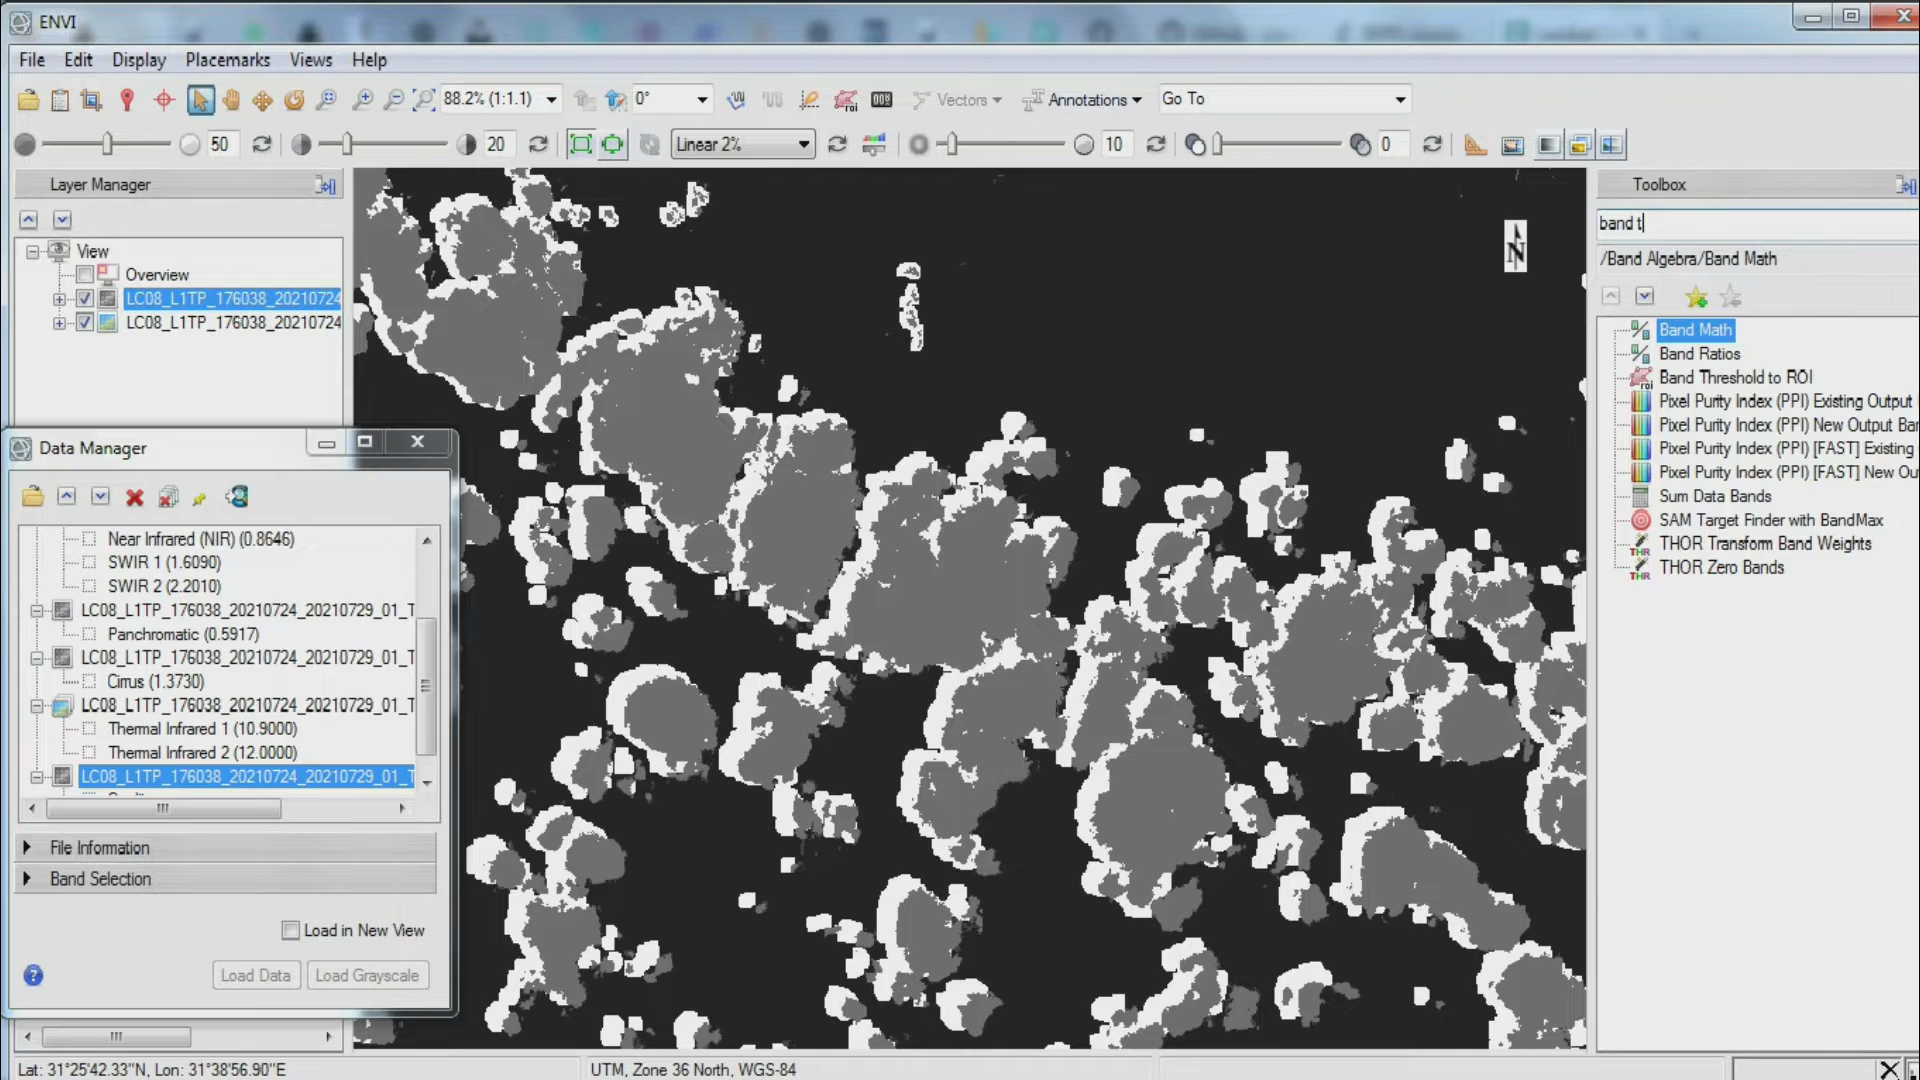 ENVI
File Edit Display Placemarks Views Help
88.2% (1:1.1) 0° Vectors Annotations Go To
50 20 Linear 2% 10 0
Layer Manager
View
Overview
LC08_L1TP_176038_20210724
LC08_L1TP_176038_20210724
Data Manager
Near Infrared (NIR) (0.8646)
SWIR 1 (1.6090)
SWIR 2 (2.2010)
LC08_L1TP_176038_20210724_20210729_01_T
Panchromatic (0.5917)
LC08_L1TP_176038_20210724_20210729_01_T
Cirrus (1.3730)
LC08_L1TP_176038_20210724_20210729_01_T
Thermal Infrared 1 (10.9000)
Thermal Infrared 2 (12.0000)
LC08_L1TP_176038_20210724_20210729_01_T
File Information
Band Selection
Load in New View
Load Data Load Grayscale
N
Toolbox
band t
/Band Algebra/Band Math
Band Math
Band Ratios
Band Threshold to ROI
Pixel Purity Index (PPI) Existing Output
Pixel Purity Index (PPI) New Output Bar
Pixel Purity Index (PPI) [FAST] Existing
Pixel Purity Index (PPI) [FAST] New Ou
Sum Data Bands
SAM Target Finder with BandMax
THOR Transform Band Weights
THOR Zero Bands
Lat: 31°25'42.33"N, Lon: 31°38'56.90"E
UTM, Zone 36 North, WGS-84